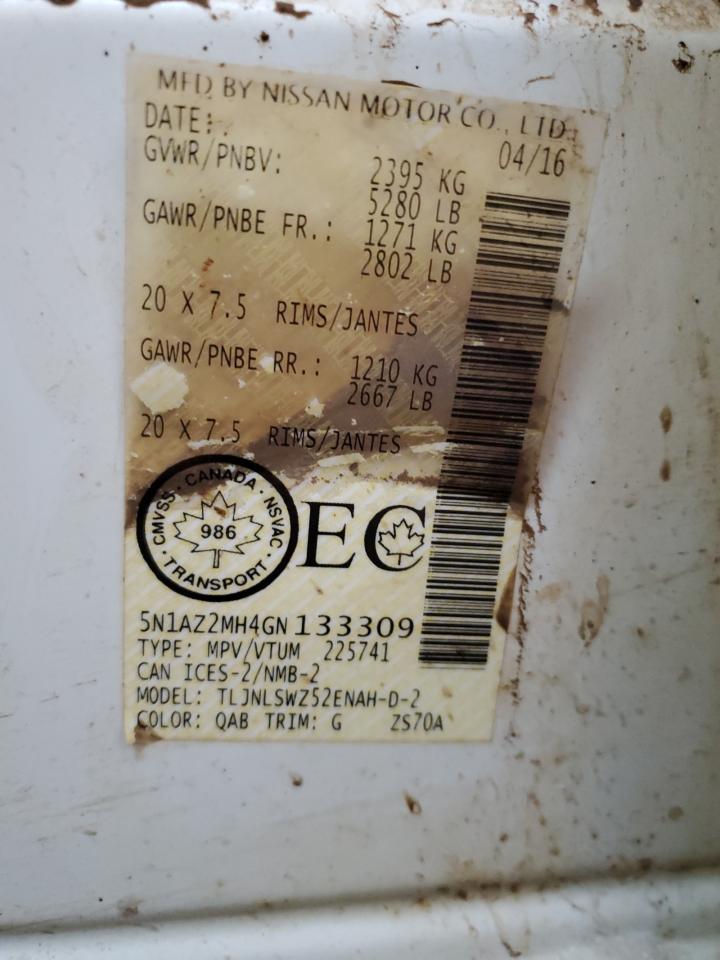 MFD BY NISSAN MOTOR CO., LTD.
DATE: 04/16
GVWR/PNBV: 2395 KG
5280 LB
GAWR/PNBE FR.: 1271 KG
2802 LB
20 X 7.5 RIMS/JANTES
GAWR/PNBE RR.: 1210 KG
2667 LB
20 X 7.5 RIMS/JANTES
CMVSS · CANADA · NSVAC
986
· TRANSPORT ·
EC
5N1AZ2MH4GN133309
TYPE: MPV/VTUM 225741
CAN ICES-2/NMB-2
MODEL: TLJNLSWZ52ENAH-D-2
COLOR: QAB TRIM: G ZS70A